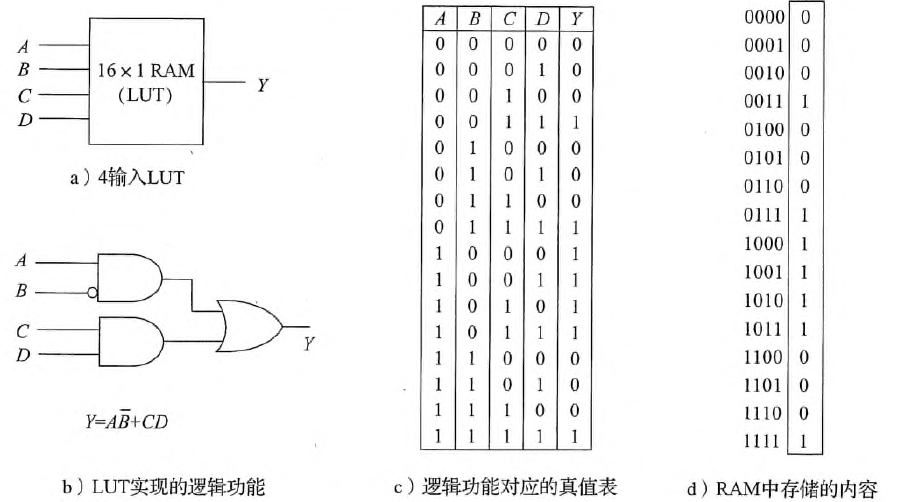 A
B
C
D
16 × 1 RAM
(LUT)
Y
a）4输入LUT
A
B
C
D
Y
Y=AB̅+CD
b）LUT实现的逻辑功能
A B C D Y
0 0 0 0 0
0 0 0 1 0
0 0 1 0 0
0 0 1 1 1
0 1 0 0 0
0 1 0 1 0
0 1 1 0 0
0 1 1 1 1
1 0 0 0 1
1 0 0 1 1
1 0 1 0 1
1 0 1 1 1
1 1 0 0 0
1 1 0 1 0
1 1 1 0 0
1 1 1 1 1
c）逻辑功能对应的真值表
0000 0
0001 0
0010 0
0011 1
0100 0
0101 0
0110 0
0111 1
1000 1
1001 1
1010 1
1011 1
1100 0
1101 0
1110 0
1111 1
d）RAM中存储的内容